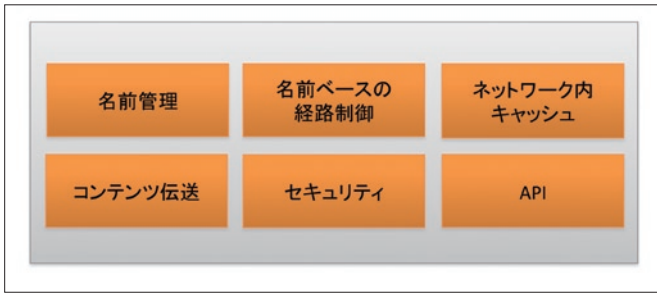 名前管理
名前ベースの
経路制御
ネットワーク内
キャッシュ
コンテンツ伝送
セキュリティ
API